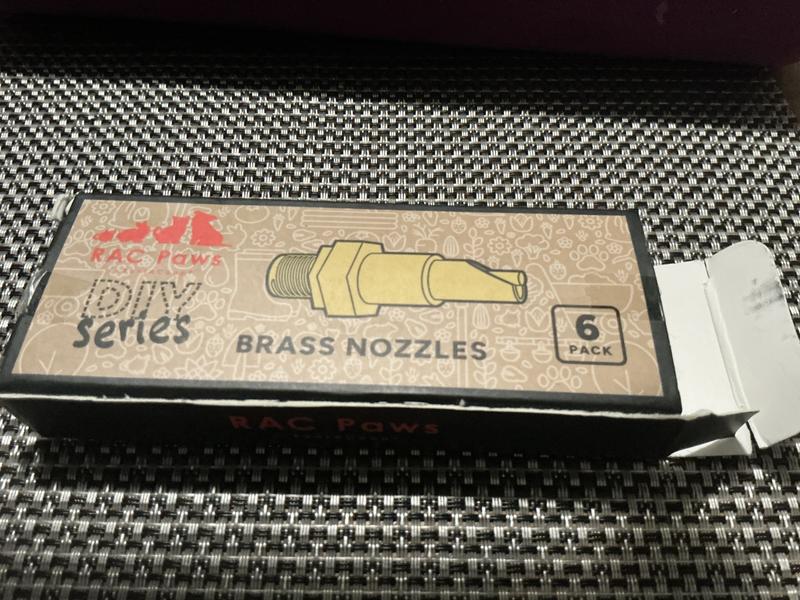 RAC Paws
DIY
series
BRASS NOZZLES
6
PACK
RAC Paws